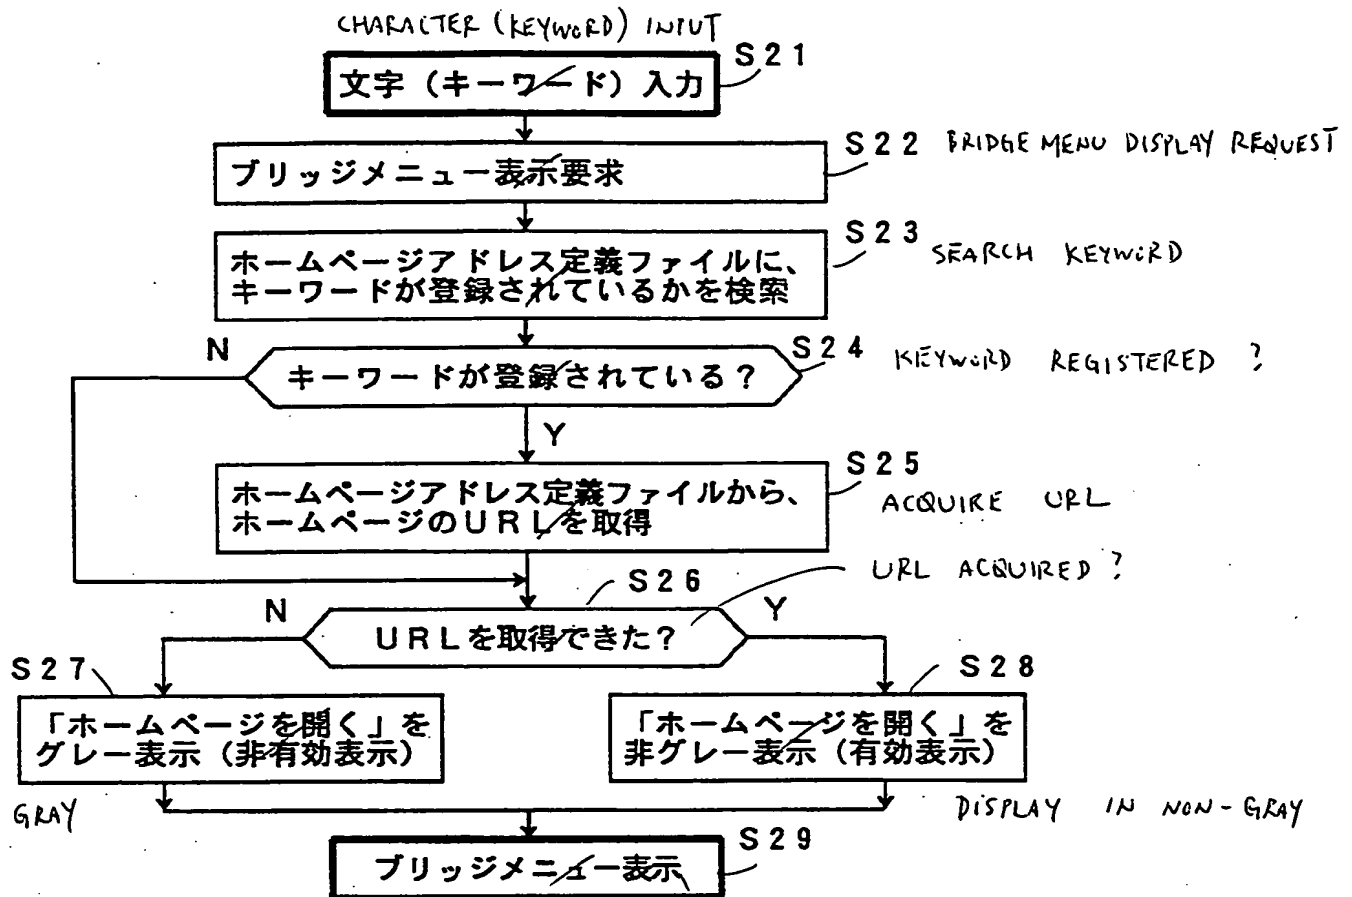 CHARACTER (KEYWORD) INPUT
S21
文字（キーワード）入力
S22 BRIDGE MENU DISPLAY REQUEST
ブリッジメニュー表示要求
S23 SEARCH KEYWORD
ホームページアドレス定義ファイルに、
キーワードが登録されているかを検索
N
S24 KEYWORD REGISTERED ?
キーワードが登録されている？
Y
S25
ホームページアドレス定義ファイルから、
ホームページのＵＲＬを取得
ACQUIRE URL
S26
URL ACQUIRED ?
N
Y
ＵＲＬを取得できた？
S27
S28
「ホームページを開く」を
グレー表示（非有効表示）
「ホームページを開く」を
非グレー表示（有効表示）
GRAY
DISPLAY IN NON-GRAY
S29
ブリッジメニュー表示